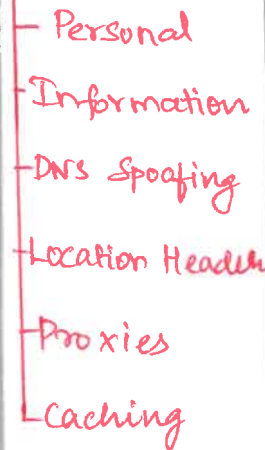 Personal
Information
DNS Spoofing
Location Header
Proxies
Caching